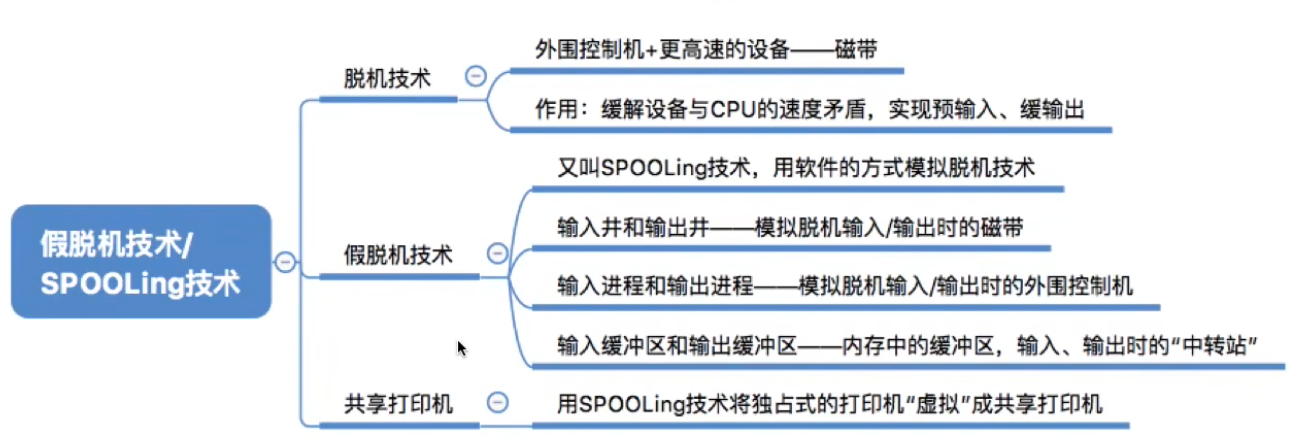 外围控制机+更高速的设备——磁带
脱机技术
作用：缓解设备与CPU的速度矛盾，实现预输入、缓输出
又叫SPOOLing技术，用软件的方式模拟脱机技术
输入井和输出井——模拟脱机输入/输出时的磁带
假脱机技术/
SPOOLing技术
假脱机技术
输入进程和输出进程——模拟脱机输入/输出时的外围控制机
输入缓冲区和输出缓冲区——内存中的缓冲区，输入、输出时的“中转站”
共享打印机
用SPOOLing技术将独占式的打印机“虚拟”成共享打印机